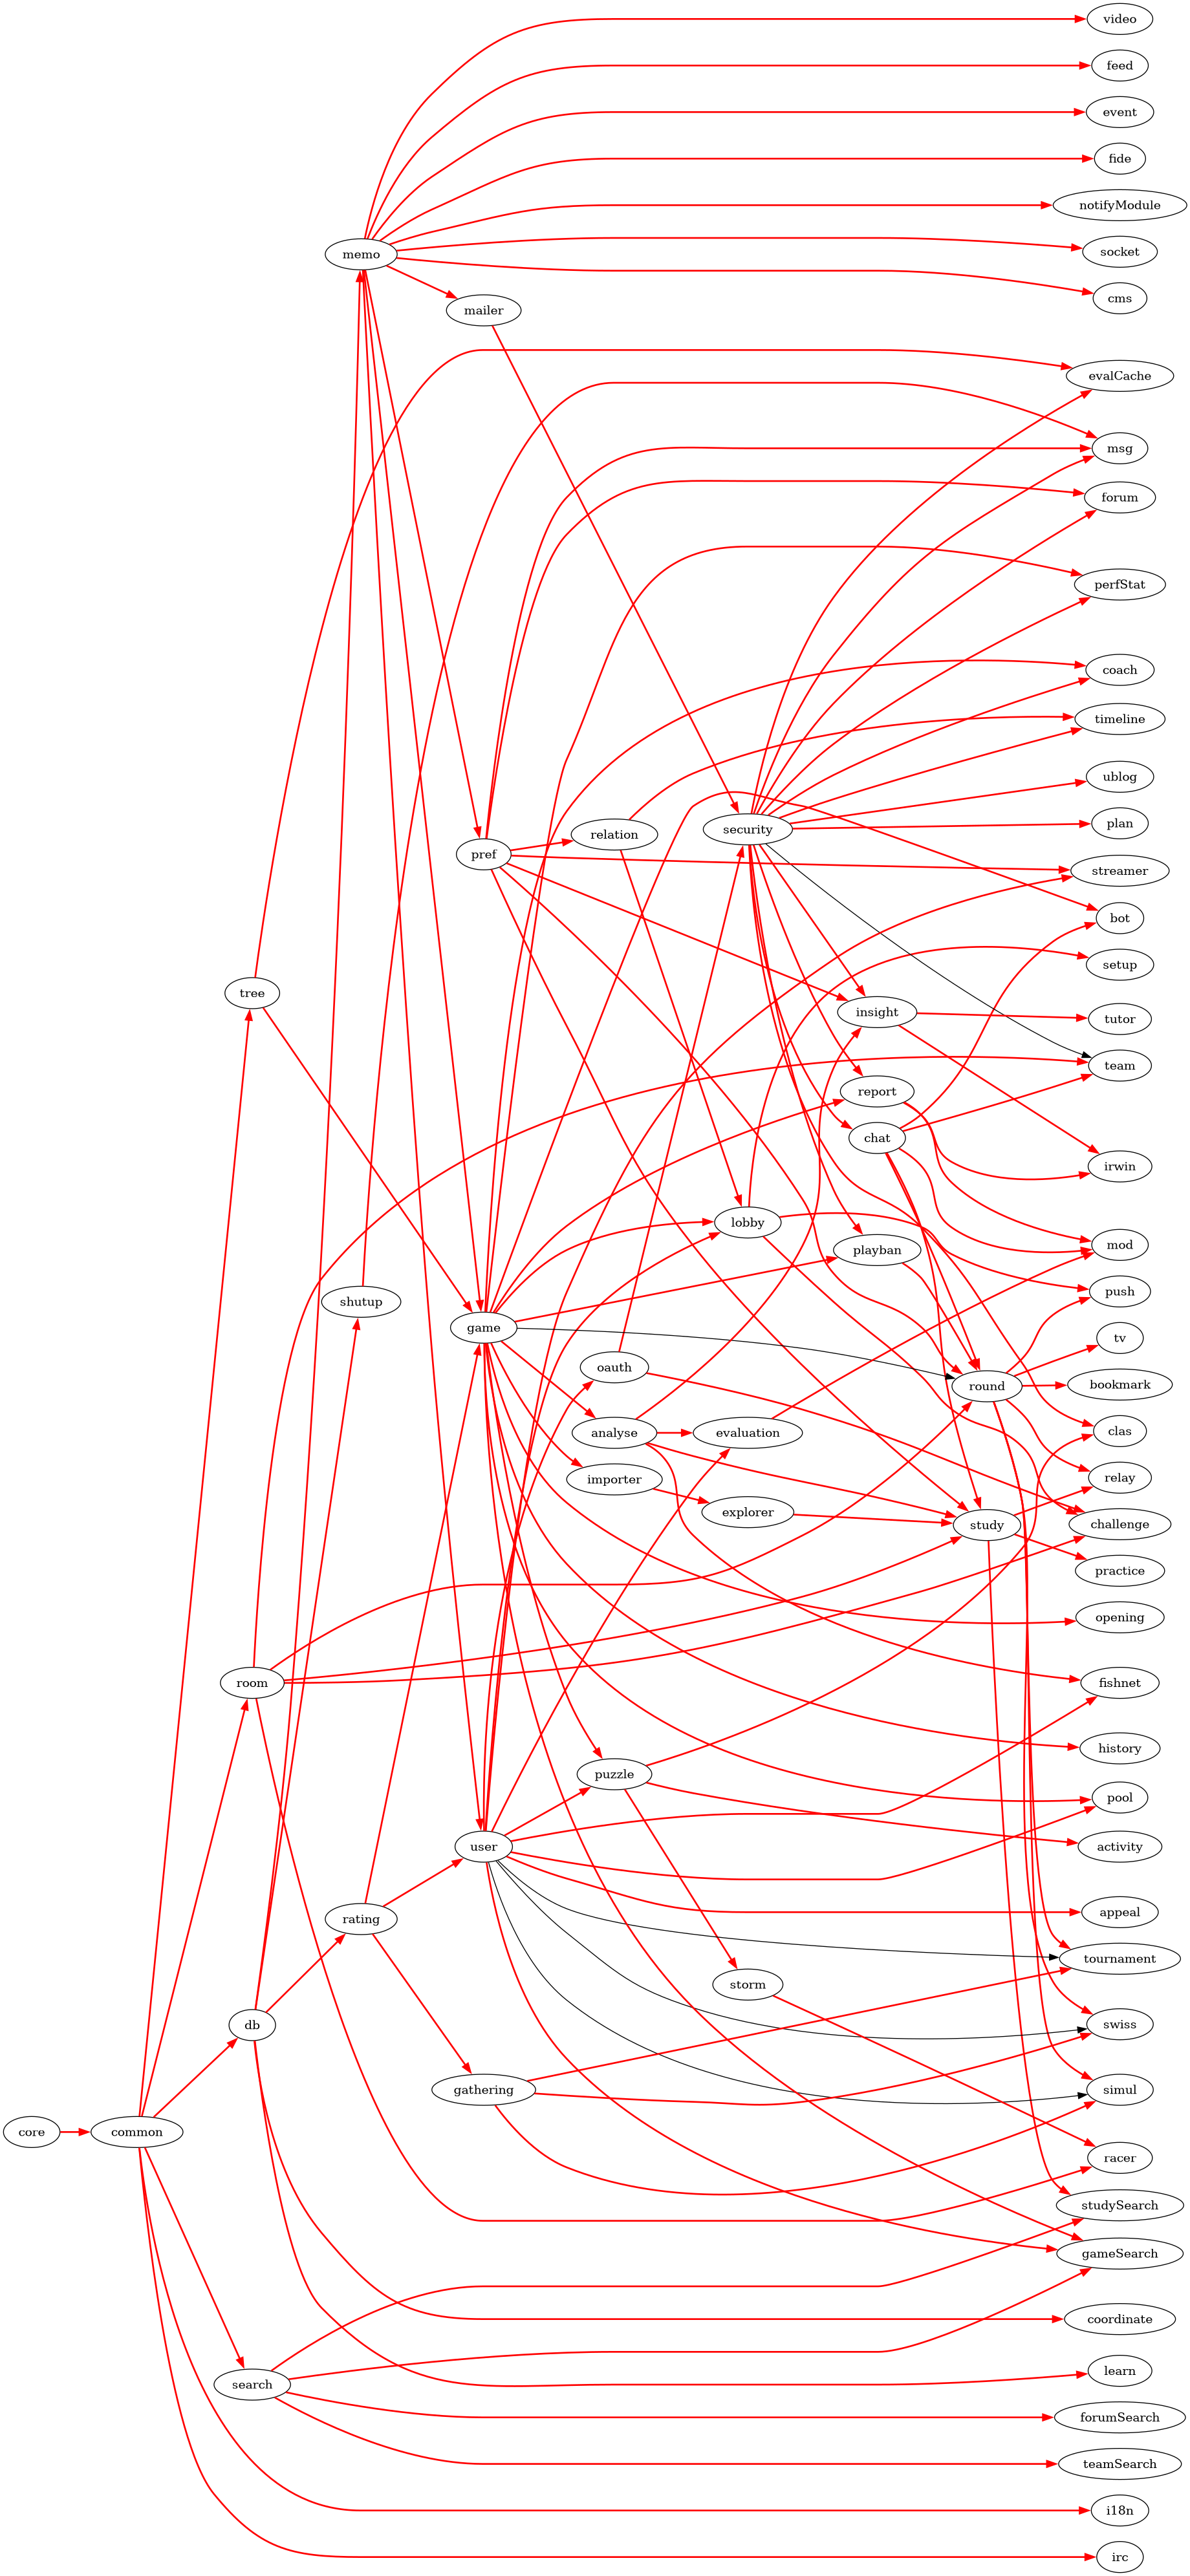 video
feed
event
fide
notifyModule
memo
socket
cms
mailer
evalCache
msg
forum
perfStat
coach
timeline
ublog
plan
security
relation
pref
streamer
bot
setup
tree
insight
tutor
team
report
chat
irwin
lobby
mod
playban
push
shutup
game
tv
oauth
round
bookmark
analyse
evaluation
clas
importer
relay
explorer
study
challenge
practice
opening
room
fishnet
history
puzzle
pool
user
activity
rating
appeal
tournament
storm
db
swiss
gathering
simul
core
common
racer
studySearch
gameSearch
coordinate
learn
search
forumSearch
teamSearch
i18n
irc